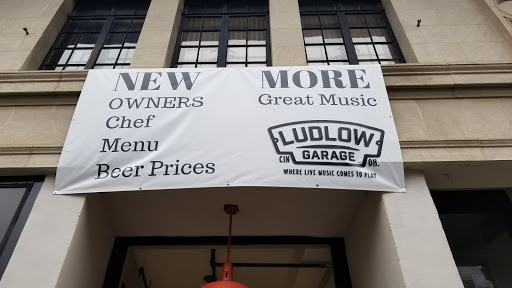 NEW
OWNERS
Chef
Menu
Beer Prices
MORE
Great Music
LUDLOW
GARAGE
CIN OH.
WHERE LIVE MUSIC COMES TO PLAY